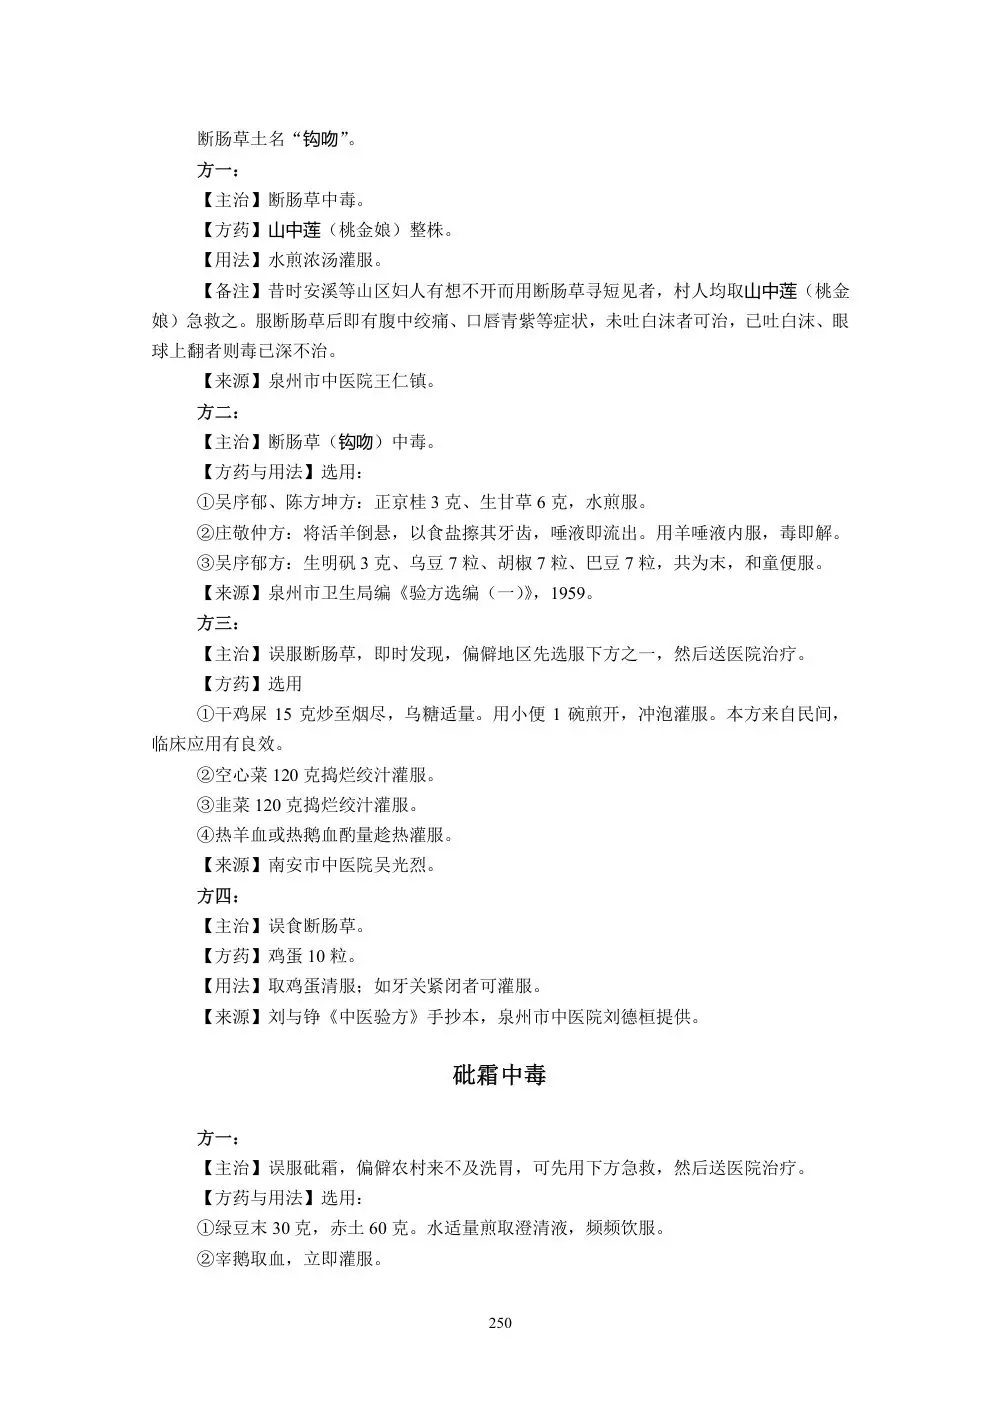 断肠草土名“钩吻”。
方一：
【主治】断肠草中毒。
【方药】山中莲（桃金娘）整株。
【用法】水煎浓汤灌服。
【备注】昔时安溪等山区妇人有想不开而用断肠草寻短见者，村人均取山中莲（桃金
娘）急救之。服断肠草后即有腹中绞痛、口唇青紫等症状，未吐白沫者可治，已吐白沫、眼
球上翻者则毒已深不治。
【来源】泉州市中医院王仁镇。
方二：
【主治】断肠草（钩吻）中毒。
【方药与用法】选用：
①吴序郁、陈方坤方：正京桂 3 克、生甘草 6 克，水煎服。
②庄敬仲方：将活羊倒悬，以食盐擦其牙齿，唾液即流出。用羊唾液内服，毒即解。
③吴序郁方：生明矾 3 克、乌豆 7 粒、胡椒 7 粒、巴豆 7 粒，共为末，和童便服。
【来源】泉州市卫生局编《验方选编（一）》，1959。
方三：
【主治】误服断肠草，即时发现，偏僻地区先选服下方之一，然后送医院治疗。
【方药】选用
①干鸡屎 15 克炒至烟尽，乌糖适量。用小便 1 碗煎开，冲泡灌服。本方来自民间，
临床应用有良效。
②空心菜 120 克捣烂绞汁灌服。
③韭菜 120 克捣烂绞汁灌服。
④热羊血或热鹅血酌量趁热灌服。
【来源】南安市中医院吴光烈。
方四：
【主治】误食断肠草。
【方药】鸡蛋 10 粒。
【用法】取鸡蛋清服；如牙关紧闭者可灌服。
【来源】刘与铮《中医验方》手抄本，泉州市中医院刘德桓提供。
砒霜中毒
方一：
【主治】误服砒霜，偏僻农村来不及洗胃，可先用下方急救，然后送医院治疗。
【方药与用法】选用：
①绿豆末 30 克，赤土 60 克。水适量煎取澄清液，频频饮服。
②宰鹅取血，立即灌服。
250